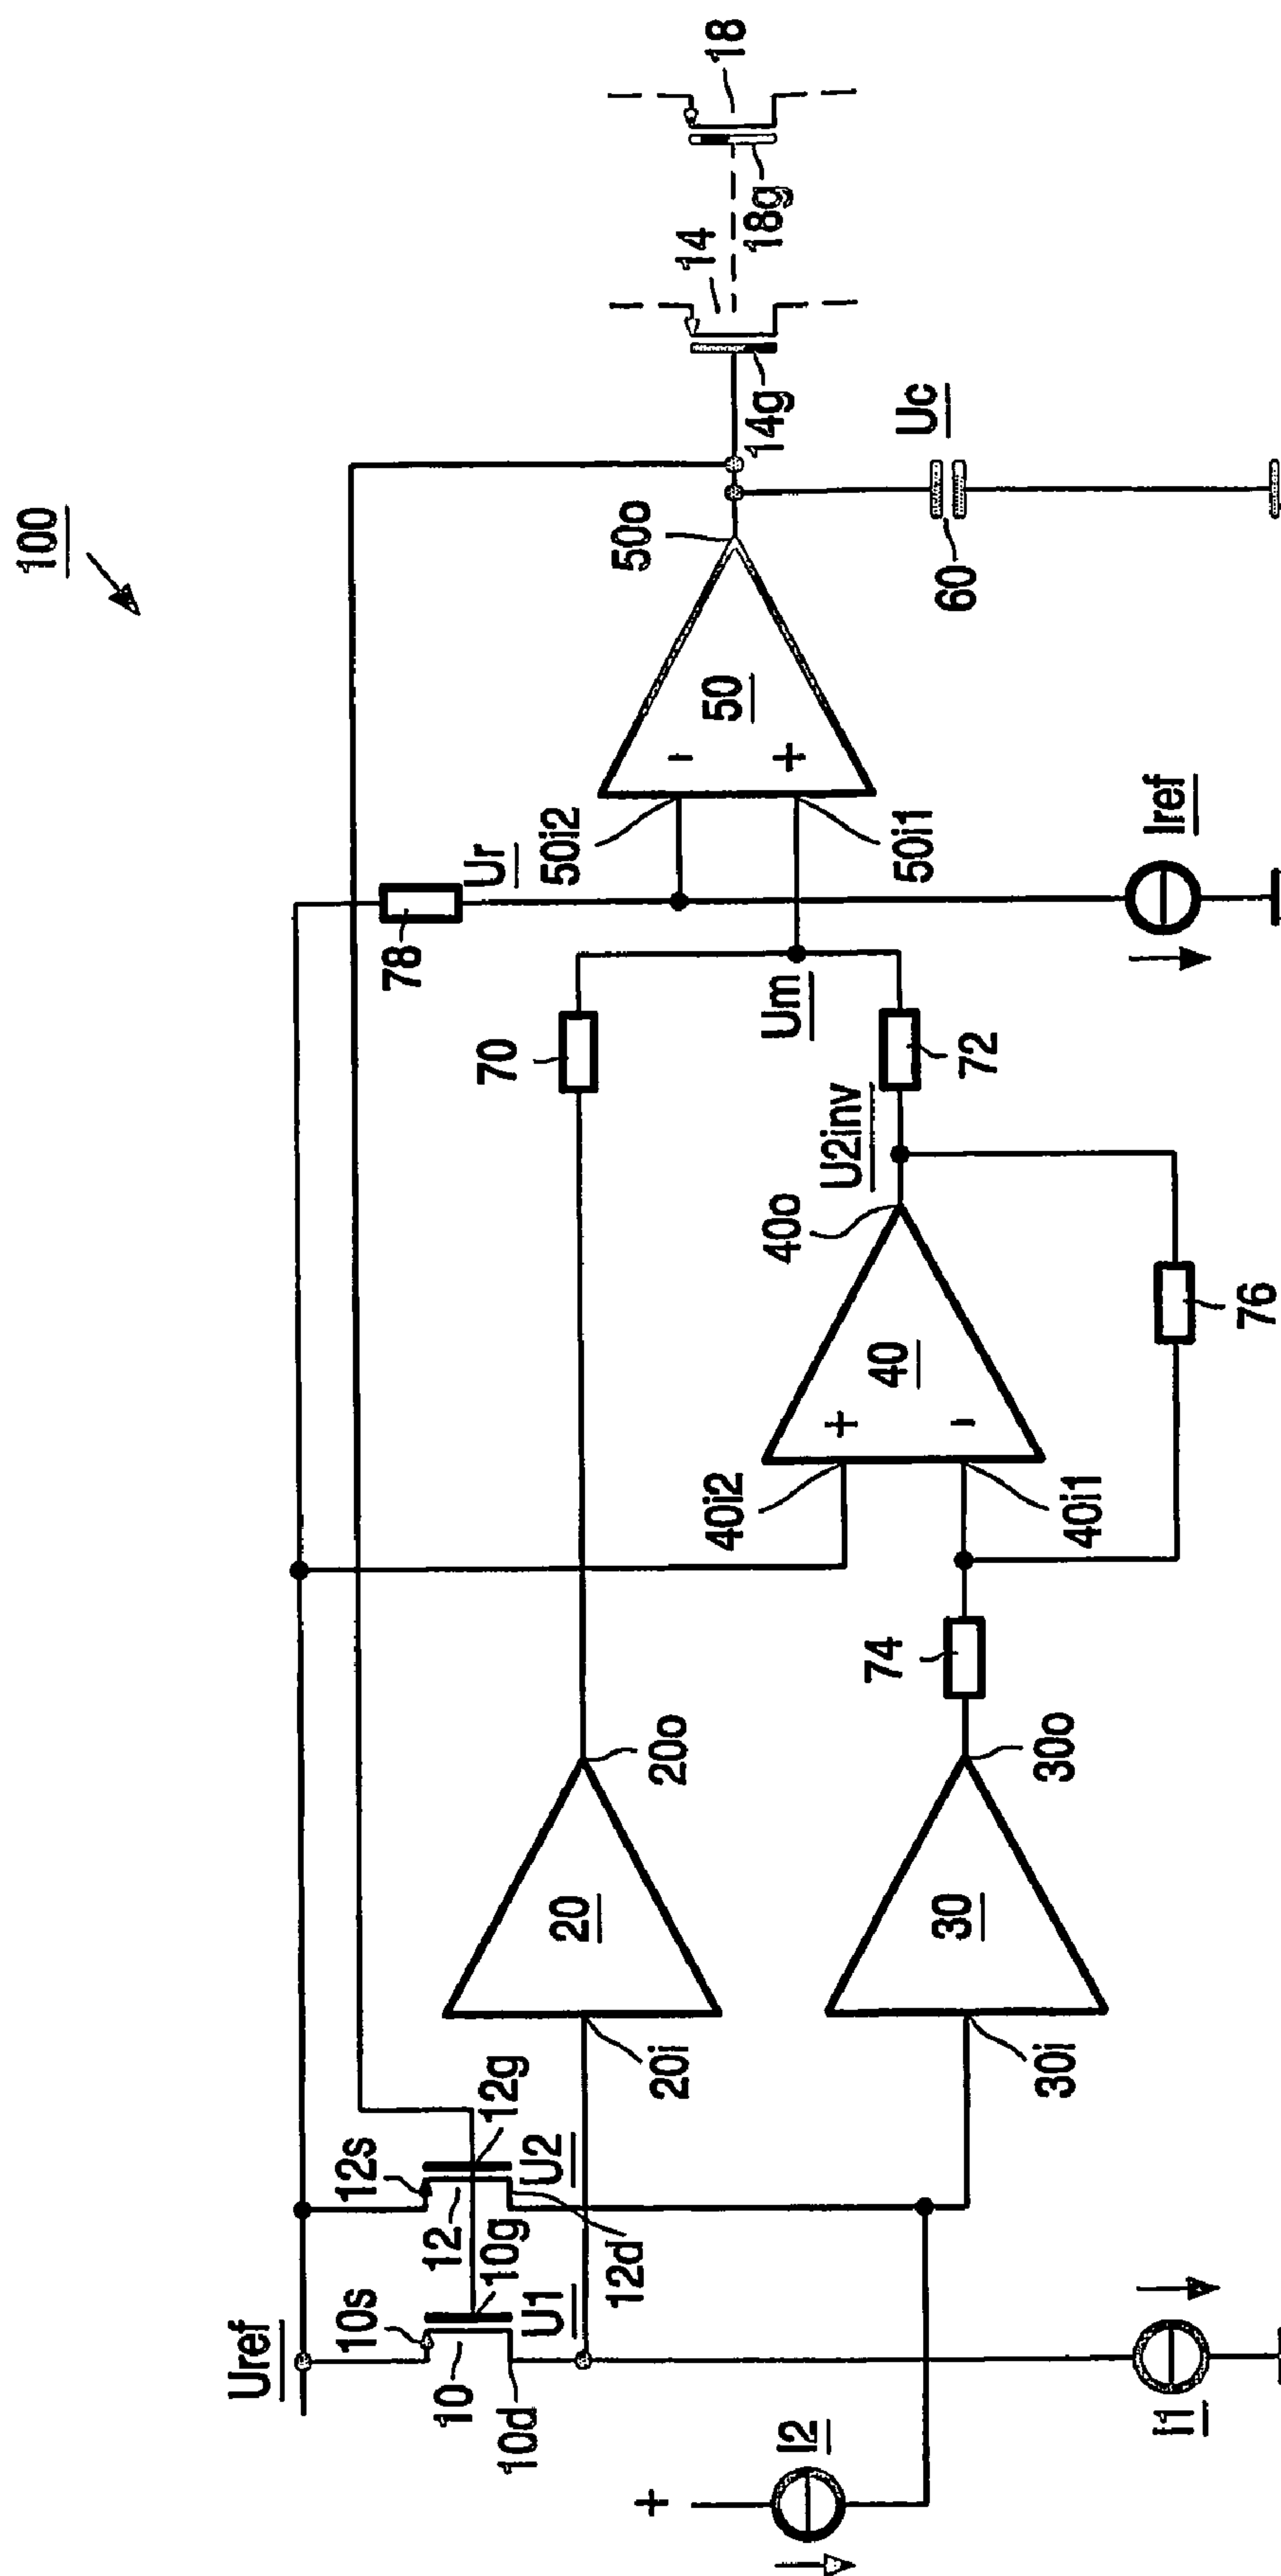 100
Uref
10s
10
10g
10d
U1
12s
12
12g
12d
U2
I2
+
i1
20
20i
20o
30
30i
30o
74
40i2
40i1
+
-
40
40o
76
U2inv
70
72
Um
78
Ur
50i2
50i1
-
+
50
50o
Iref
60
Uc
14g
14
18g
18